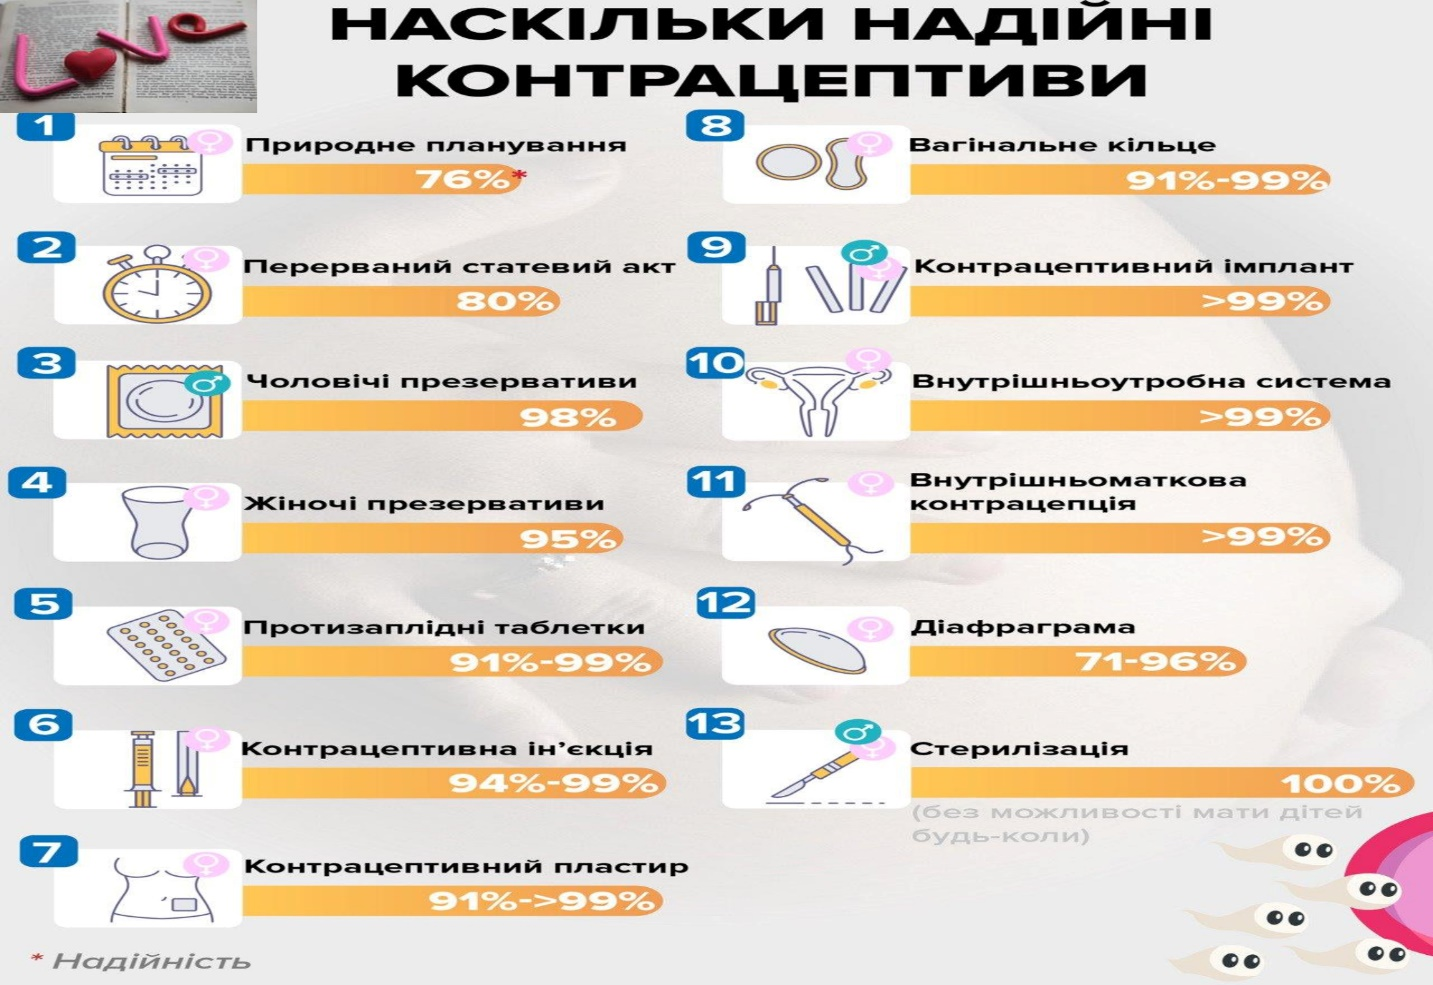 НАСКІЛЬКИ НАДІЙНІ
КОНТРАЦЕПТИВИ
1
Природне планування
76%*
2
Перерваний статевий акт
80%
3
Чоловічі презервативи
98%
4
Жіночі презервативи
95%
5
Протизаплідні таблетки
91%-99%
6
Контрацептивна ін’єкція
94%-99%
7
Контрацептивний пластир
91%->99%
8
Вагінальне кільце
91%-99%
9
Контрацептивний імплант
>99%
10
Внутрішньоутробна система
>99%
11
Внутрішньоматкова
контрацепція
>99%
12
Діафраграма
71-96%
13
Стерилізація
100%
(без можливості мати дітей
будь-коли)
* Надійність